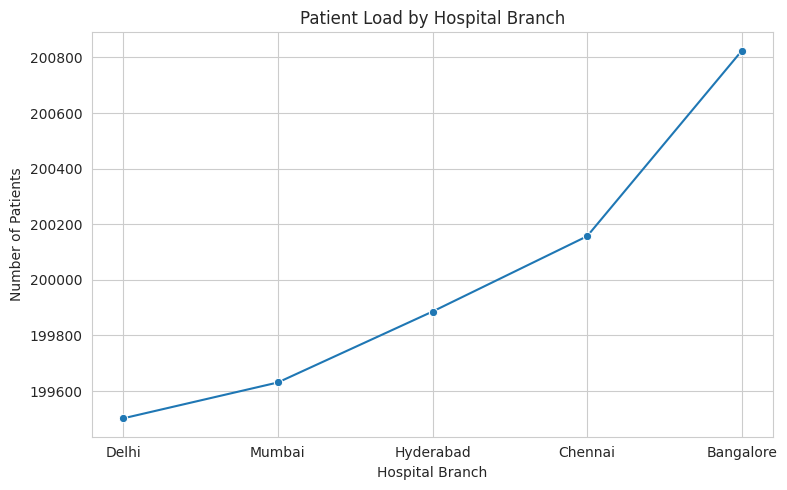 Patient Load by Hospital Branch
Number of Patients
200800
200600
200400
200200
200000
199800
199600
Delhi Mumbai Hyderabad Chennai Bangalore
Hospital Branch